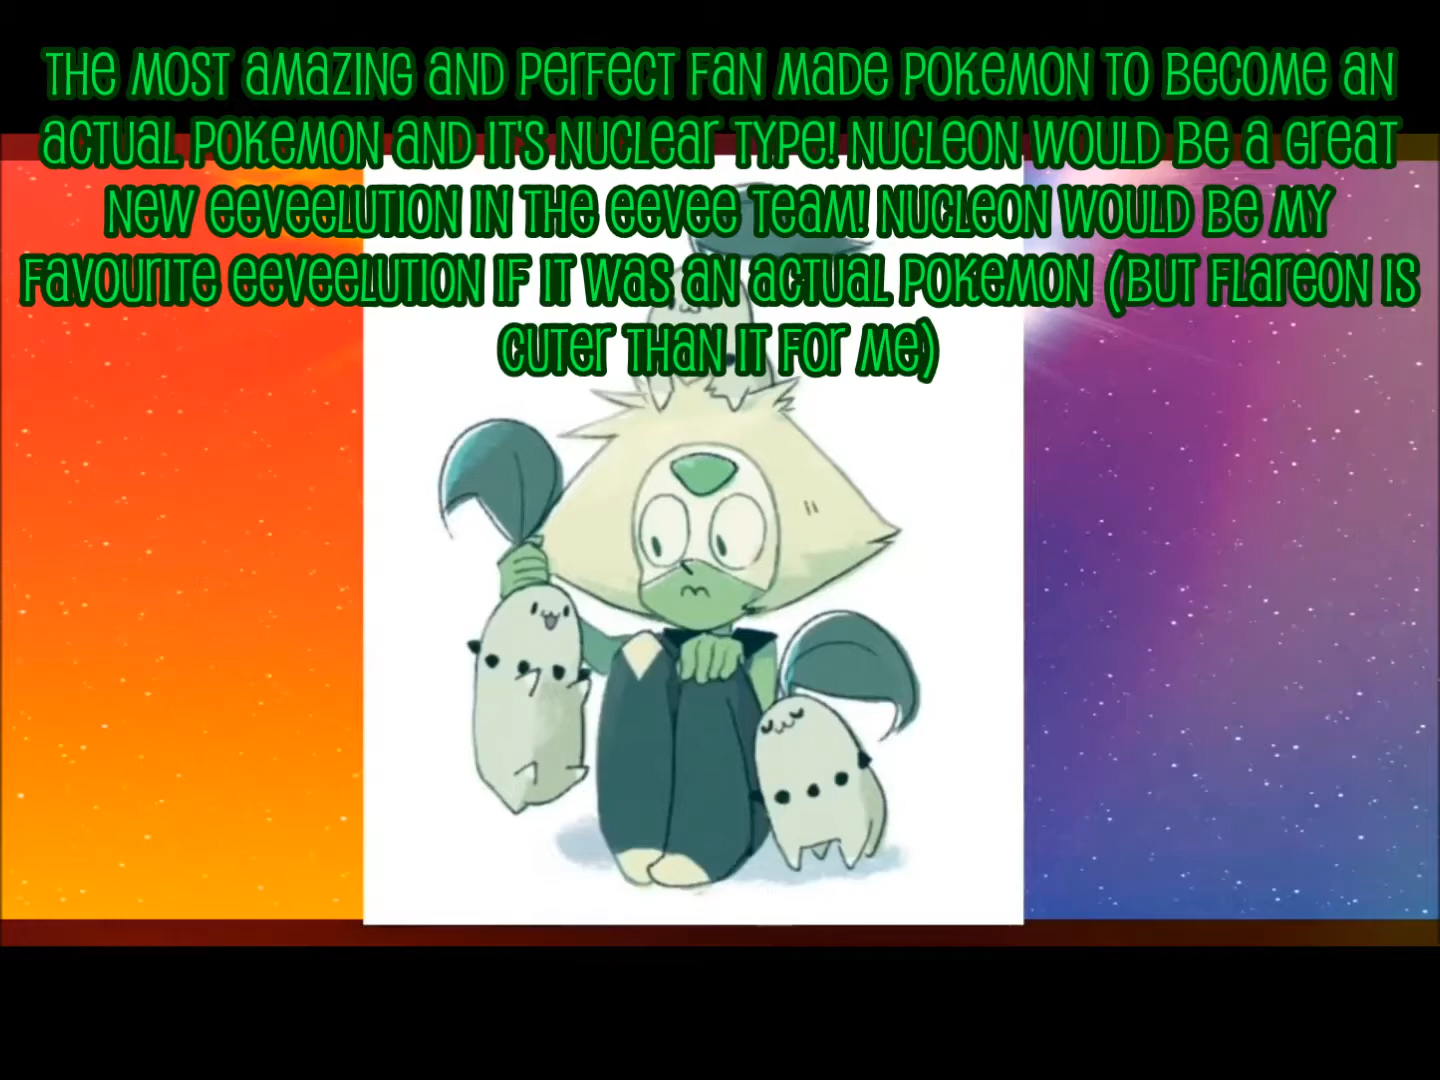 THE MOST AMAZING AND PERFECT FAN MADE POKEMON TO BECOME AN
ACTUAL POKEMON AND IT'S NUCLEAR TYPE! NUCLEON WOULD BE A GREAT
NEW EEVEELUTION IN THE EEVEE TEAM! NUCLEON WOULD BE MY
FAVOURITE EEVEELUTION IF IT WAS AN ACTUAL POKEMON (BUT FLAREON IS
CUTER THAN IT FOR ME)